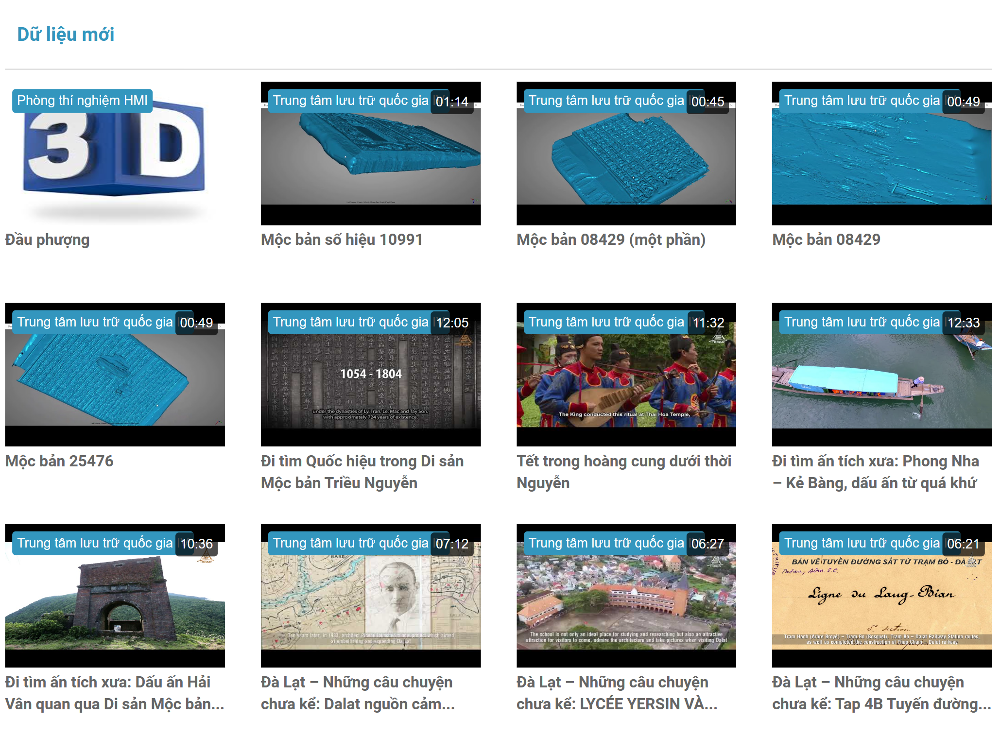 Dữ liệu mới
Phòng thí nghiệm HMI
3D
Đầu phượng
Trung tâm lưu trữ quốc gia
01:14
Mộc bản số hiệu 10991
Trung tâm lưu trữ quốc gia
00:45
Mộc bản 08429 (một phần)
Trung tâm lưu trữ quốc gia
00:49
Mộc bản 08429
Trung tâm lưu trữ quốc gia
00:49
Mộc bản 25476
Trung tâm lưu trữ quốc gia
12:05
1054 - 1804
under the dynasties of Ly, Tran, Le, Mac and Tay Son,
with approximately 724 years of existence.
Đi tìm Quốc hiệu trong Di sản
Mộc bản Triều Nguyễn
Trung tâm lưu trữ quốc gia
11:32
TTLTQGIV
The King conducted this ritual at Thai Hoa Temple,
Tết trong hoàng cung dưới thời
Nguyễn
Trung tâm lưu trữ quốc gia
12:33
Đi tìm ấn tích xưa: Phong Nha
– Kẻ Bàng, dấu ấn từ quá khứ
Trung tâm lưu trữ quốc gia
10:36
TTLTQGIV
Đi tìm ấn tích xưa: Dấu ấn Hải
Vân quan qua Di sản Mộc bản...
Trung tâm lưu trữ quốc gia
07:12
GARE
Ten years later, in 1933, architect Pineau launched a new project which aimed
at embellishing and expanding Da Lat
Đà Lạt – Những câu chuyện
chưa kể: Dalat nguồn cảm...
Trung tâm lưu trữ quốc gia
06:27
The school is not only an ideal place for studying and researching but also an attractive
attraction for visitors to come, admire the architecture and take pictures when visiting Dalat
Đà Lạt – Những câu chuyện
chưa kể: LYCÉE YERSIN VÀ...
Trung tâm lưu trữ quốc gia
06:21
BẢN VẼ TUYẾN ĐƯỜNG SẮT TỪ TRẠM BÒ - ĐÀ LẠT
Ligne du Lang-Bian
5e section
Tram Hanh (Arbre Broyé) – Tram Bo (Bosquet), Tram Bo – Dalat Railway Station routes,
as well as completed the construction of Thap Cham – Dalat railway
Đà Lạt – Những câu chuyện
chưa kể: Tap 4B Tuyến đường...